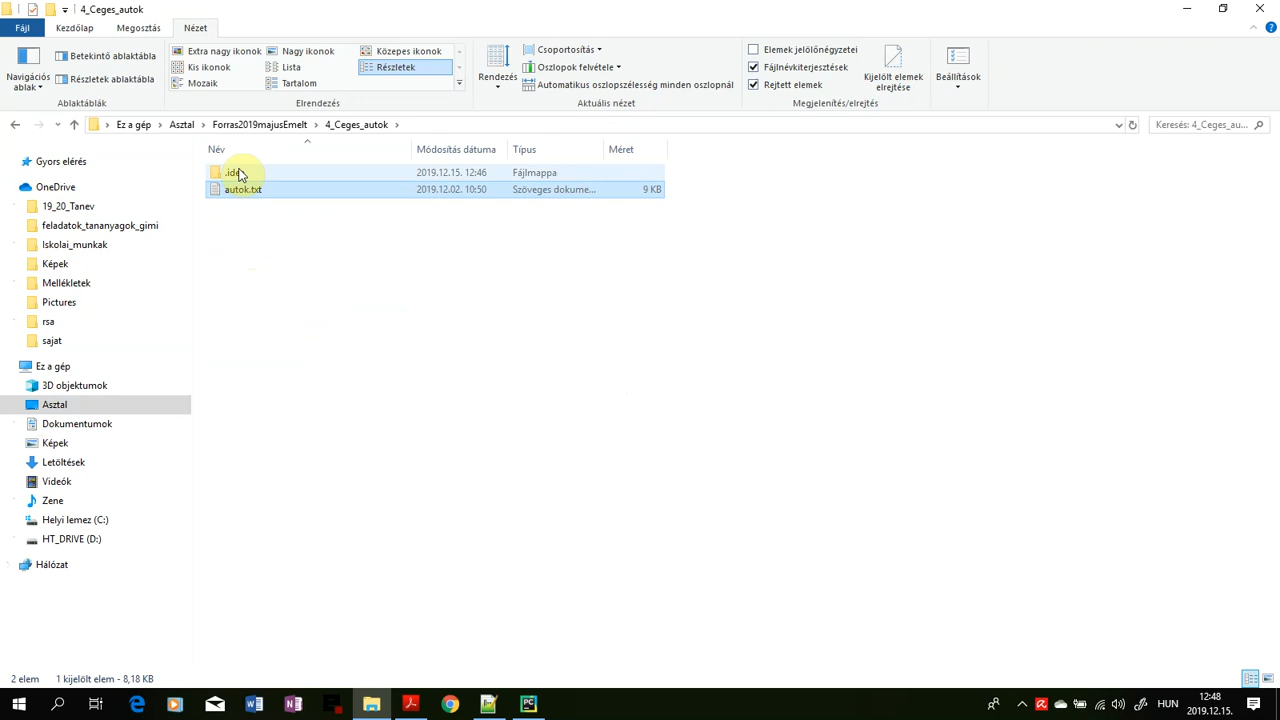 4_Ceges_autok
Fájl
Kezdőlap
Megosztás
Nézet
Navigációs
ablak
Betekintő ablaktábla
Részletek ablaktábla
Ablaktáblák
Extra nagy ikonok
Nagy ikonok
Közepes ikonok
Kis ikonok
Lista
Részletek
Mozaik
Tartalom
Elrendezés
Rendezés
Csoportosítás
Oszlopok felvétele
Automatikus oszlopszélesség minden oszlopnál
Aktuális nézet
Elemek jelölőnégyzetei
Fájlnévkiterjesztések
Rejtett elemek
Kijelölt elemek
elrejtése
Megjelenítés/elrejtés
Beállítások
Ez a gép
Asztal
Forras2019majusEmelt
4_Ceges_autok
Keresés: 4_Ceges_au...
Név
Módosítás dátuma
Típus
Méret
2019.12.15. 12:46
Fájlmappa
autok.txt
2019.12.02. 10:50
Szöveges dokume...
9 KB
Gyors elérés
OneDrive
19_20_Tanev
feladatok_tananyagok_gimi
Iskolai_munkak
Képek
Mellékletek
Pictures
rsa
sajat
Ez a gép
3D objektumok
Asztal
Dokumentumok
Képek
Letöltések
Videók
Zene
Helyi lemez (C:)
HT_DRIVE (D:)
Hálózat
2 elem
1 kijelölt elem - 8,18 KB
HUN
12:48
2019.12.15.